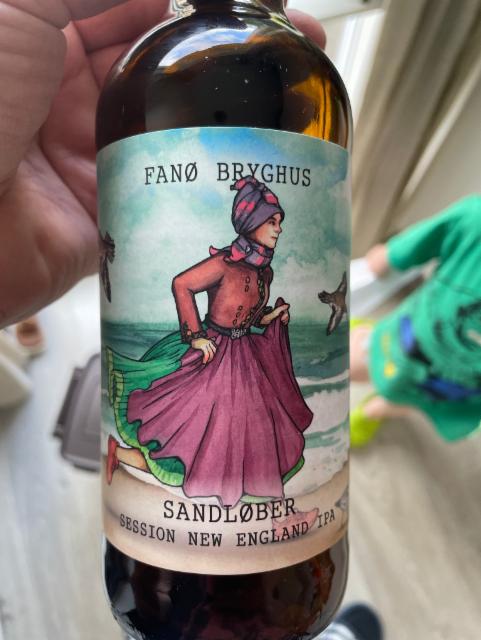 FANØ BRYGHUS
SANDLØBER
SESSION NEW ENGLAND IPA